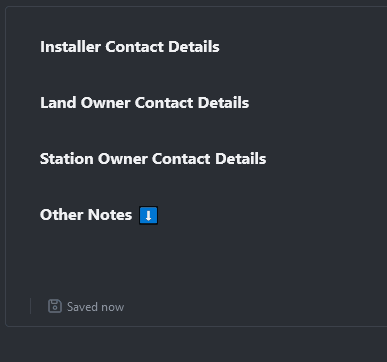 Installer Contact Details
Land Owner Contact Details
Station Owner Contact Details
Other Notes ⬇
Saved now